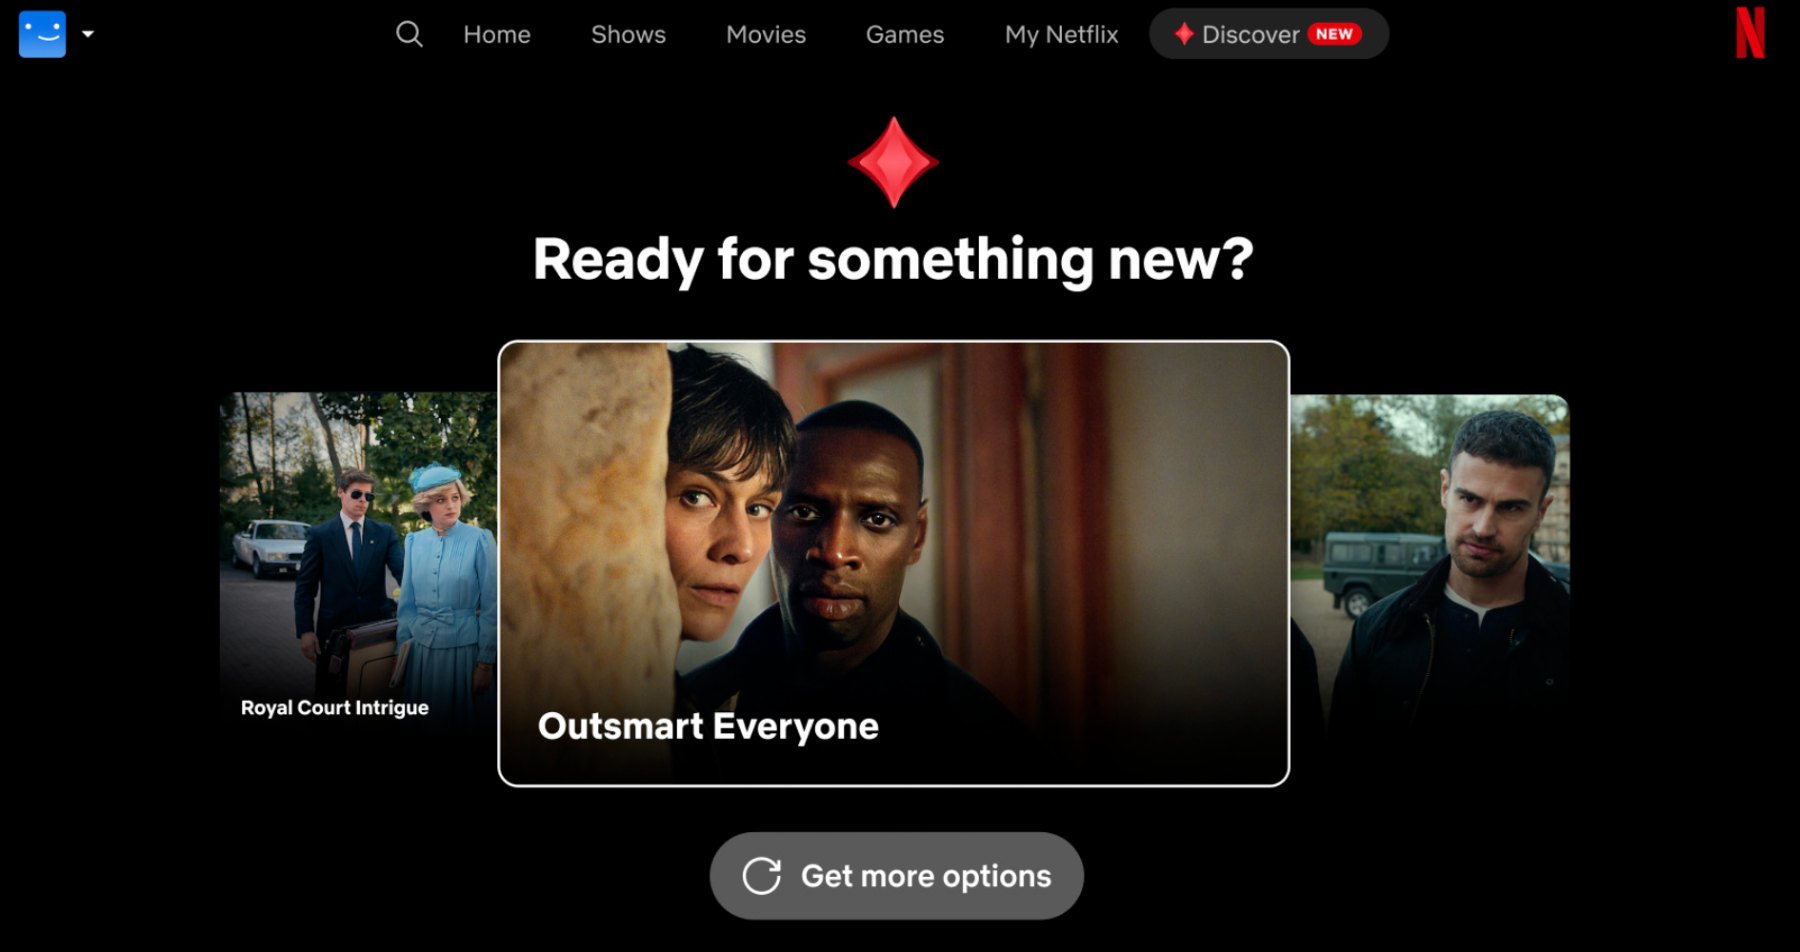 Home Shows Movies Games My Netflix Discover NEW
N
Ready for something new?
Royal Court Intrigue
Outsmart Everyone
Get more options